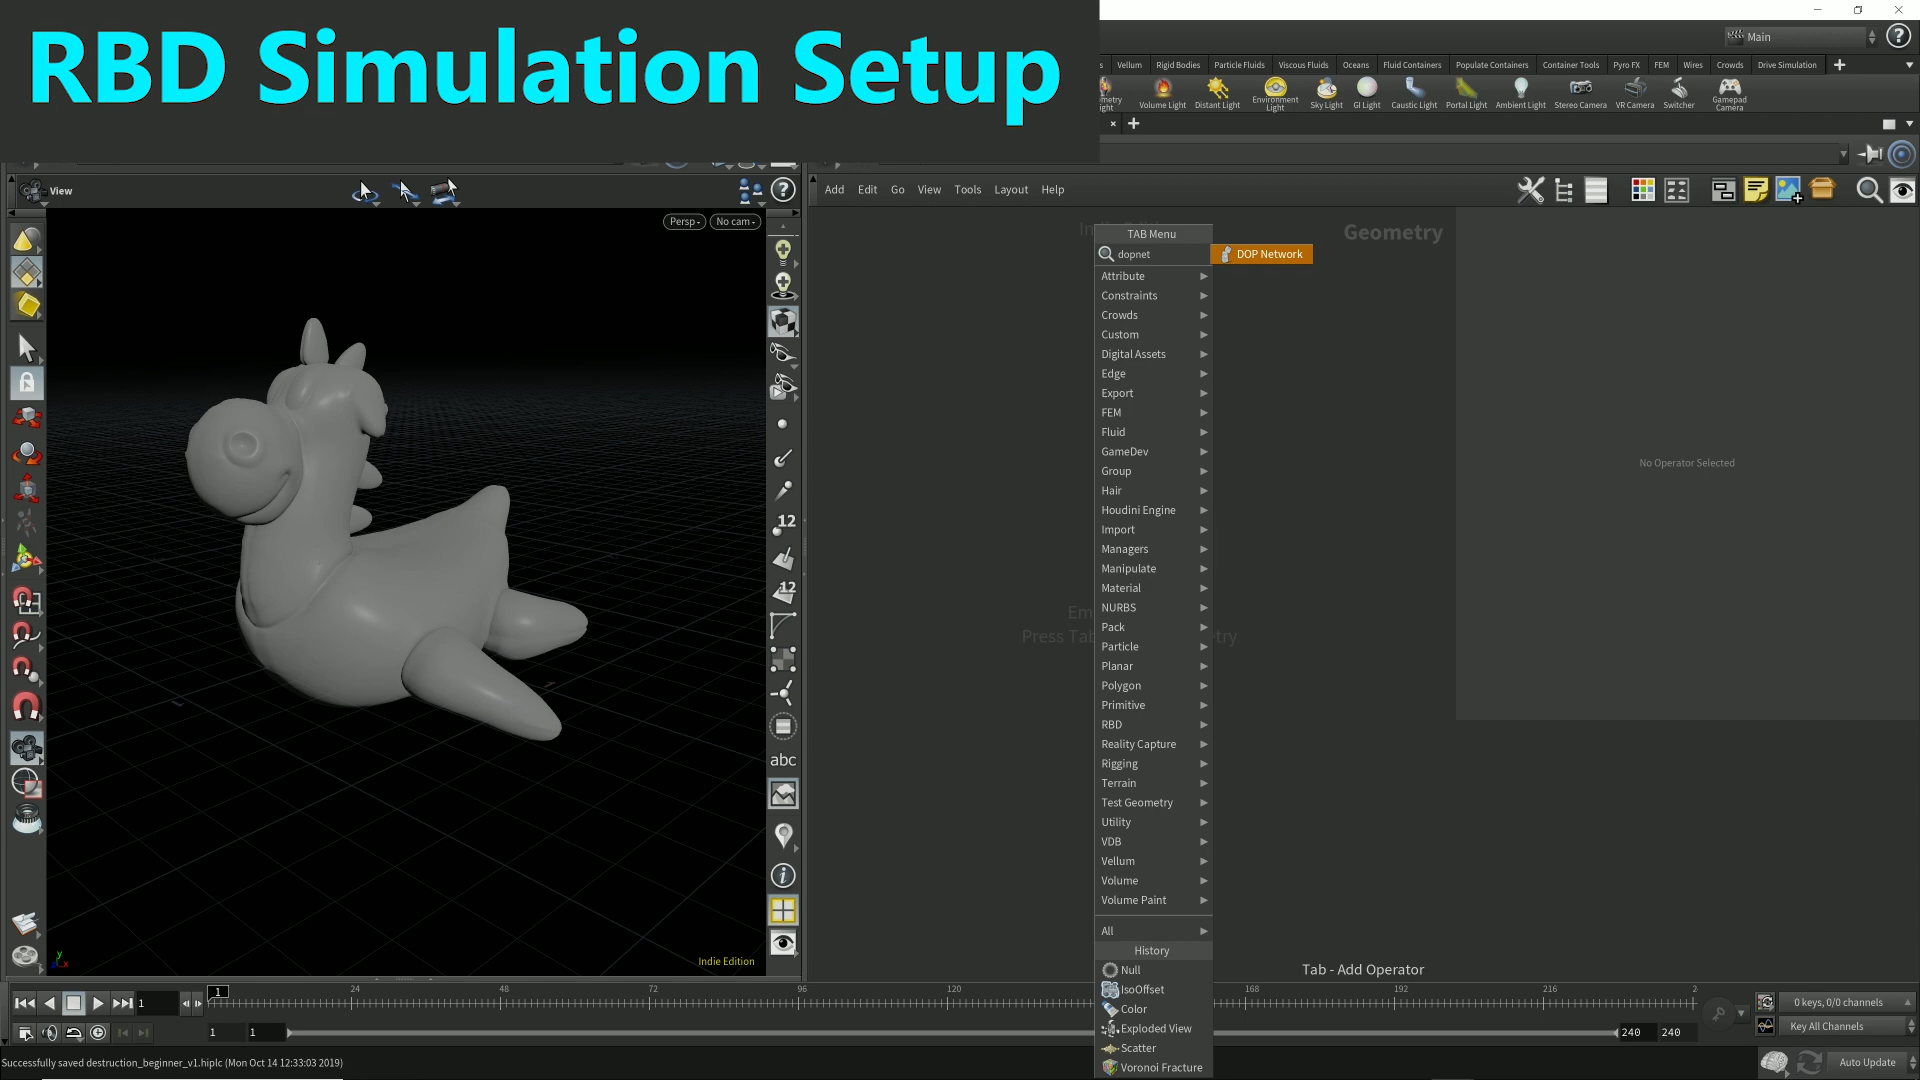 RBD Simulation Setup
Main
Vellum Rigid Bodies Particle Fluids Viscous Fluids Oceans Fluid Containers Populate Containers Container Tools Pyro FX FEM Wires Crowds Drive Simulation
Volume Light Distant Light Environment Light Sky Light GI Light Caustic Light Portal Light Ambient Light Stereo Camera VR Camera Switcher Gamepad Camera
View
Add Edit Go View Tools Layout Help
Persp No cam
Geometry
TAB Menu
dopnet
DOP Network
Attribute
Constraints
Crowds
Custom
Digital Assets
Edge
Export
FEM
Fluid
GameDev
Group
Hair
Houdini Engine
Import
Managers
Manipulate
Material
NURBS
Pack
Particle
Planar
Polygon
Primitive
RBD
Reality Capture
Rigging
Terrain
Test Geometry
Utility
VDB
Vellum
Volume
Volume Paint
All
History
Null
IsoOffset
Color
Exploded View
Scatter
Voronoi Fracture
No Operator Selected
Press Tab
12
12
abc
Indie Edition
Tab - Add Operator
1 1 24 48 72 96 120 168 192 216
0 keys, 0/0 channels
1 1 240 240
Key All Channels
Successfully saved destruction_beginner_v1.hiplc (Mon Oct 14 12:33:03 2019)
Auto Update